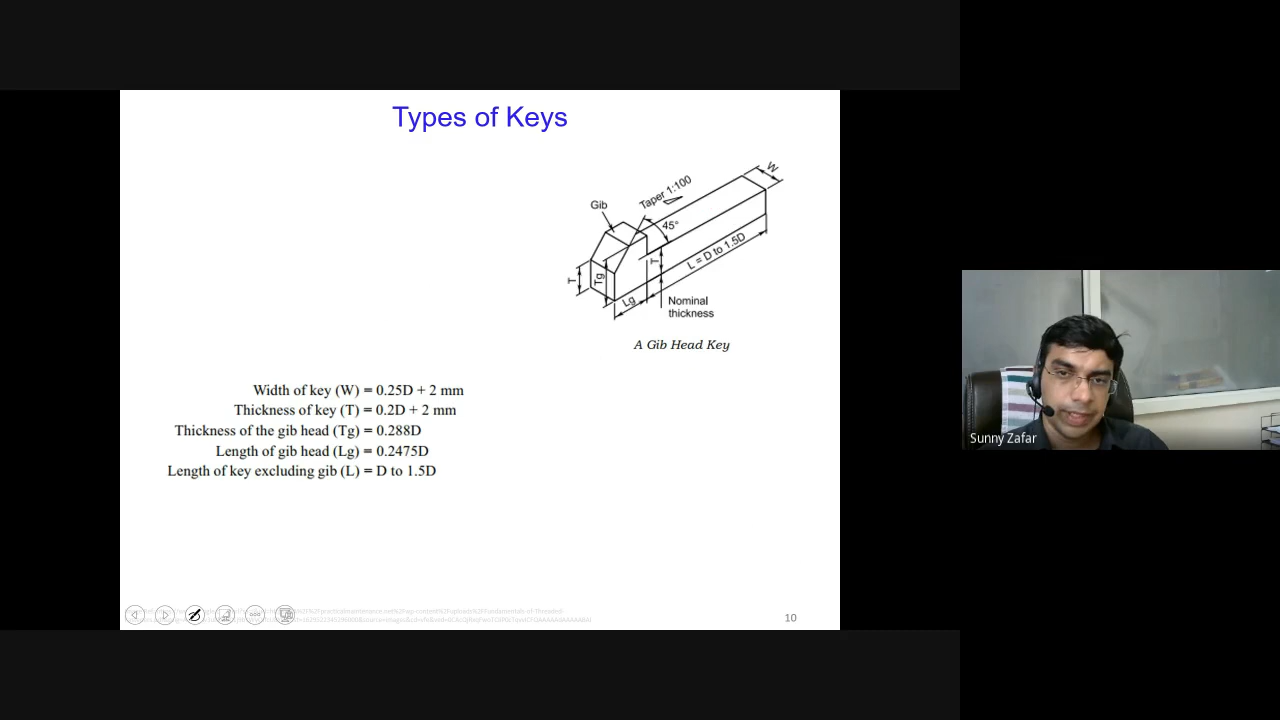 Types of Keys
W
Taper 1:100
Gib
45°
T
Tg
T
L = D to 1.5D
Lg
Nominal
thickness
A Gib Head Key
Width of key (W) = 0.25D + 2 mm
Thickness of key (T) = 0.2D + 2 mm
Thickness of the gib head (Tg) = 0.288D
Length of gib head (Lg) = 0.2475D
Length of key excluding gib (L) = D to 1.5D
Sunny Zafar
10